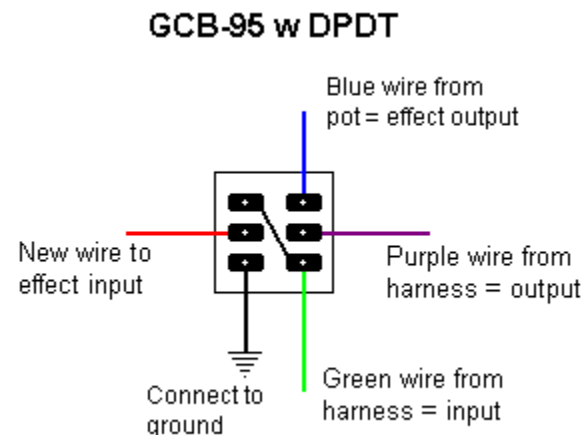 GCB-95 w DPDT
Blue wire from
pot = effect output
New wire to
effect input
Purple wire from
harness = output
Connect to
ground
Green wire from
harness = input